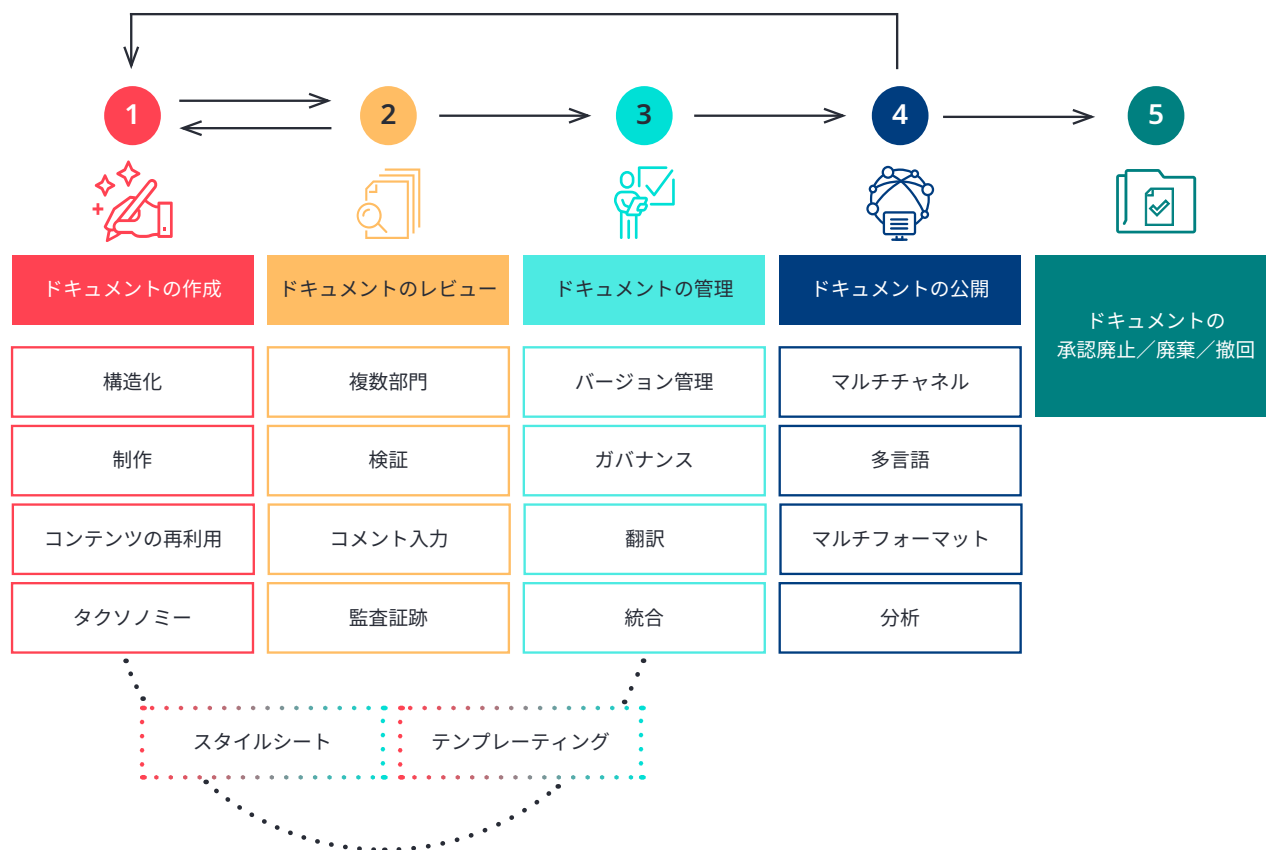 1
2
3
4
5
ドキュメントの作成
ドキュメントのレビュー
ドキュメントの管理
ドキュメントの公開
ドキュメントの
承認廃止／廃棄／撤回
構造化
複数部門
バージョン管理
マルチチャネル
制作
検証
ガバナンス
多言語
コンテンツの再利用
コメント入力
翻訳
マルチフォーマット
タクソノミー
監査証跡
統合
分析
スタイルシート
テンプレーティング